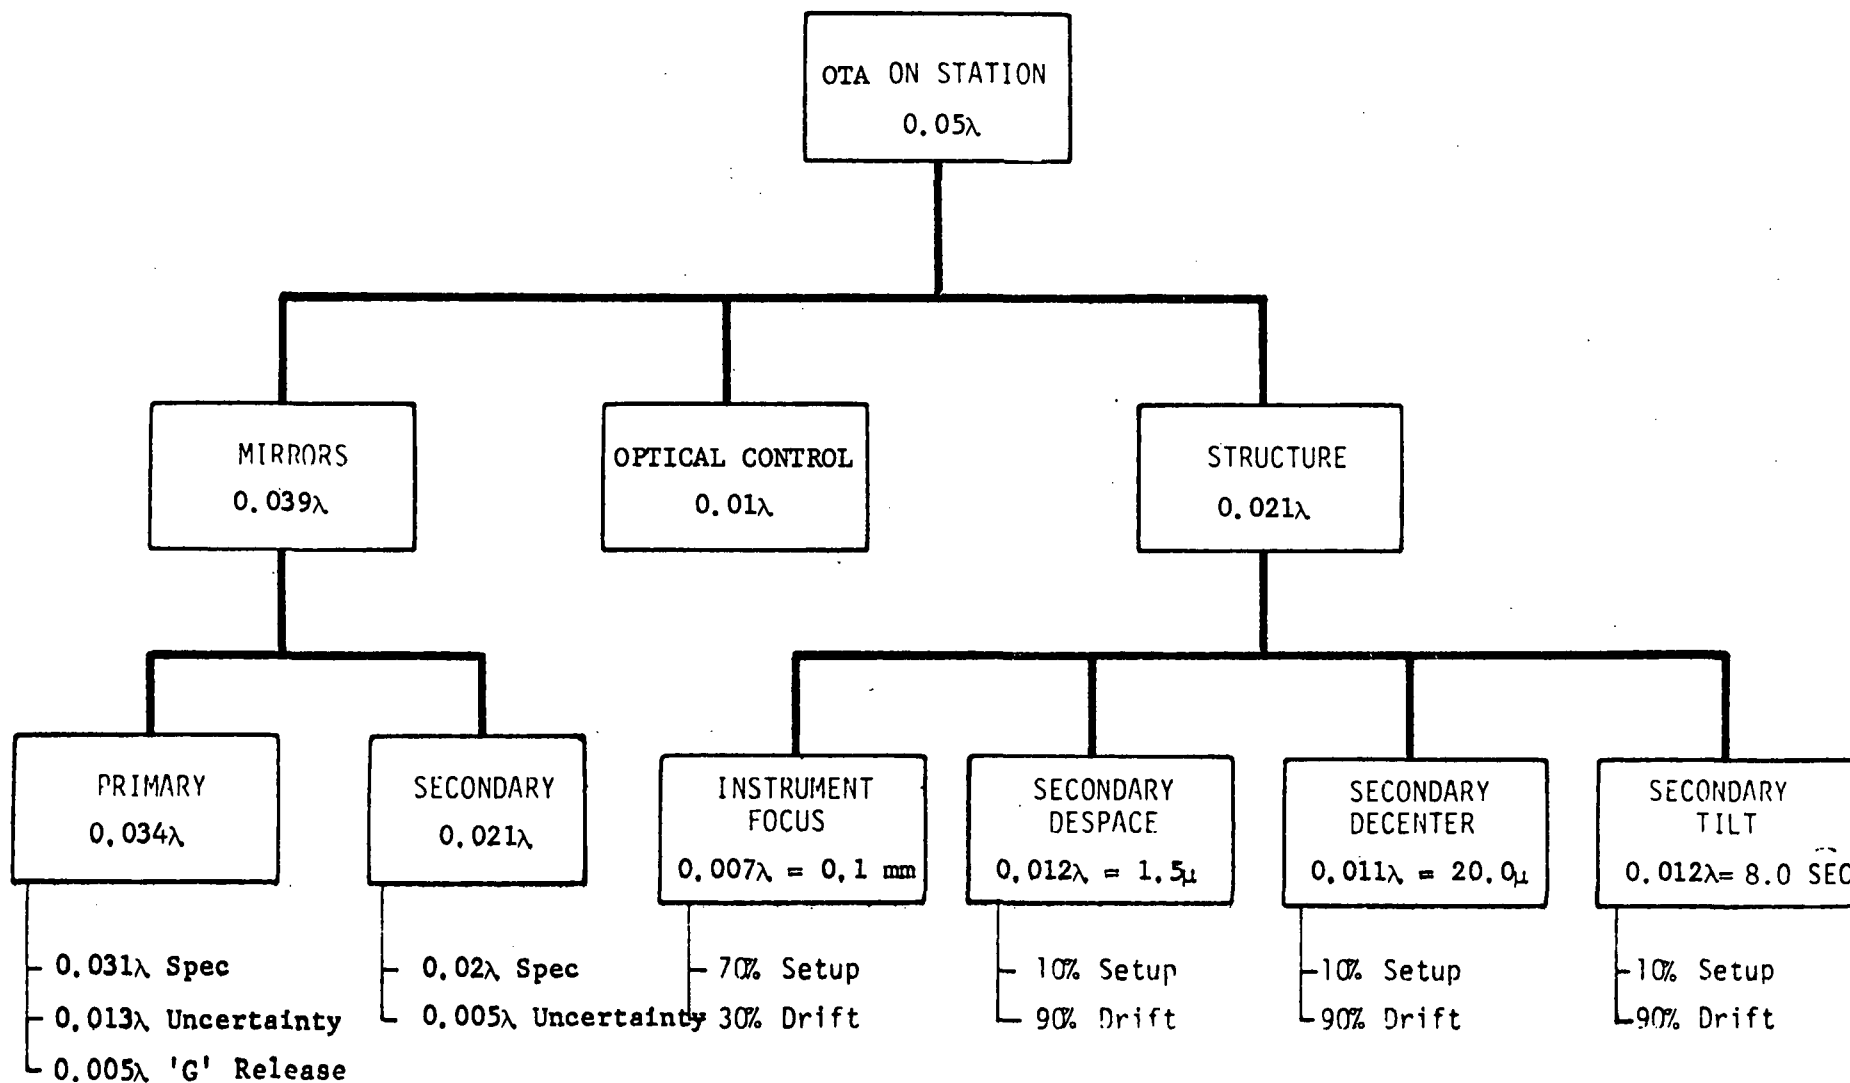 OTA ON STATION
0.05λ
MIRRORS
0.039λ
OPTICAL CONTROL
0.01λ
STRUCTURE
0.021λ
PRIMARY
0.034λ
0.031λ Spec
0.013λ Uncertainty
0.005λ 'G' Release
SECONDARY
0.021λ
0.02λ Spec
0.005λ Uncertainty
INSTRUMENT
FOCUS
0.007λ = 0.1 mm
70% Setup
30% Drift
SECONDARY
DESPACE
0.012λ = 1.5μ
10% Setup
90% Drift
SECONDARY
DECENTER
0.011λ = 20.0μ
10% Setup
90% Drift
SECONDARY
TILT
0.012λ= 8.0 SEC
10% Setup
90% Drift